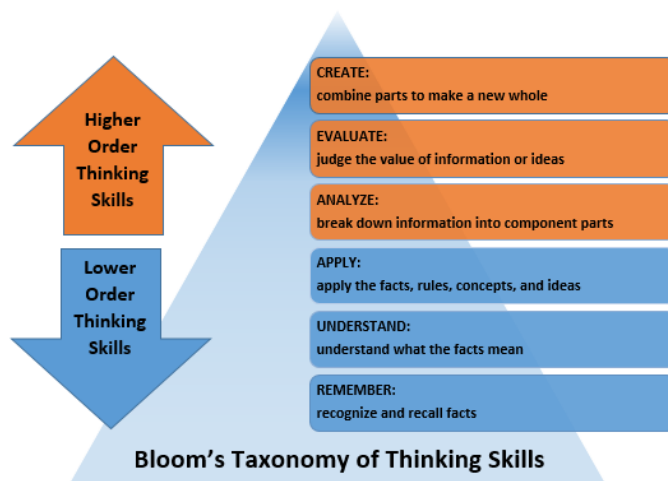 Higher
Order
Thinking
Skills
Lower
Order
Thinking
Skills
CREATE:
combine parts to make a new whole
EVALUATE:
judge the value of information or ideas
ANALYZE:
break down information into component parts
APPLY:
apply the facts, rules, concepts, and ideas
UNDERSTAND:
understand what the facts mean
REMEMBER:
recognize and recall facts
Bloom's Taxonomy of Thinking Skills